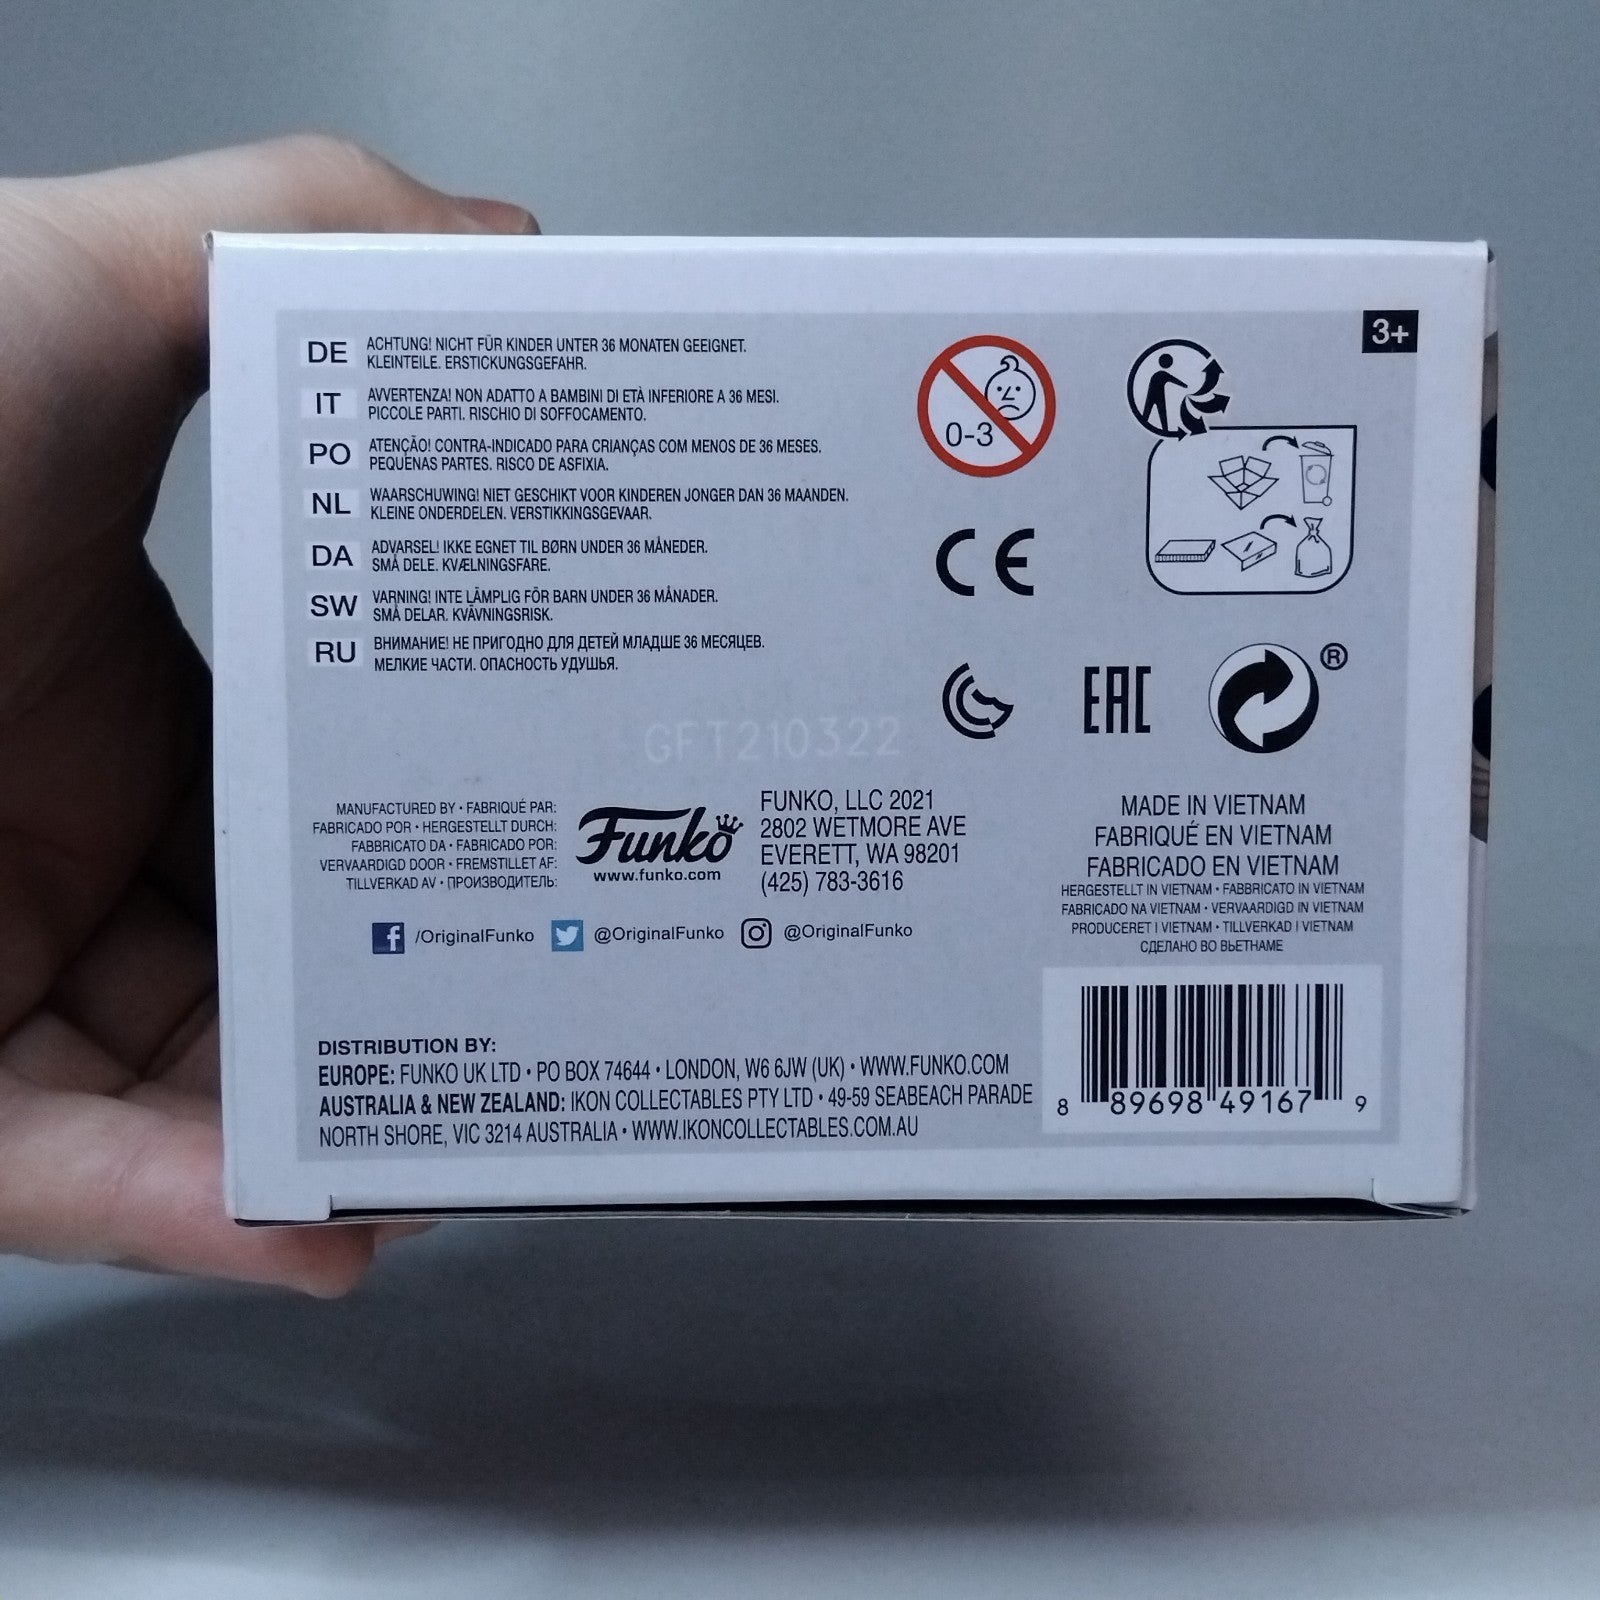 3+
DE
ACHTUNG! NICHT FÜR KINDER UNTER 36 MONATEN GEEIGNET.
KLEINTEILE. ERSTICKUNGSGEFAHR.
IT
AVVERTENZA! NON ADATTO A BAMBINI DI ETÀ INFERIORE A 36 MESI.
PICCOLE PARTI. RISCHIO DI SOFFOCAMENTO.
PO
ATENÇÃO! CONTRA-INDICADO PARA CRIANÇAS COM MENOS DE 36 MESES.
PEQUENAS PARTES. RISCO DE ASFIXIA.
NL
WAARSCHUWING! NIET GESCHIKT VOOR KINDEREN JONGER DAN 36 MAANDEN.
KLEINE ONDERDELEN. VERSTIKKINGSGEVAAR.
DA
ADVARSEL! IKKE EGNET TIL BØRN UNDER 36 MÅNEDER.
SMÅ DELE. KVÆLNINGSFARE.
SW
VARNING! INTE LÄMPLIG FÖR BARN UNDER 36 MÅNADER.
SMÅ DELAR. KVÄVNINGSRISK.
RU
ВНИМАНИЕ! НЕ ПРИГОДНО ДЛЯ ДЕТЕЙ МЛАДШЕ 36 МЕСЯЦЕВ.
МЕЛКИЕ ЧАСТИ. ОПАСНОСТЬ УДУШЬЯ.
0-3
CE
EAC
®
GFT210322
MANUFACTURED BY • FABRIQUÉ PAR:
FABRICADO POR • HERGESTELLT DURCH:
FABBRICATO DA • FABRICADO POR:
VERVAARDIGD DOOR • FREMSTILLET AF:
TILLVERKAD AV • ПРОИЗВОДИТЕЛЬ:
Funko
www.funko.com
FUNKO, LLC 2021
2802 WETMORE AVE
EVERETT, WA 98201
(425) 783-3616
MADE IN VIETNAM
FABRIQUÉ EN VIETNAM
FABRICADO EN VIETNAM
HERGESTELLT IN VIETNAM • FABBRICATO IN VIETNAM
FABRICADO NA VIETNAM • VERVAARDIGD IN VIETNAM
PRODUCERET I VIETNAM • TILLVERKAD I VIETNAM
СДЕЛАНО ВО ВЬЕТНАМЕ
f /OriginalFunko @OriginalFunko @OriginalFunko
DISTRIBUTION BY:
EUROPE: FUNKO UK LTD • PO BOX 74644 • LONDON, W6 6JW (UK) • WWW.FUNKO.COM
AUSTRALIA & NEW ZEALAND: IKON COLLECTABLES PTY LTD • 49-59 SEABEACH PARADE
NORTH SHORE, VIC 3214 AUSTRALIA • WWW.IKONCOLLECTABLES.COM.AU
8 89698 49167 9